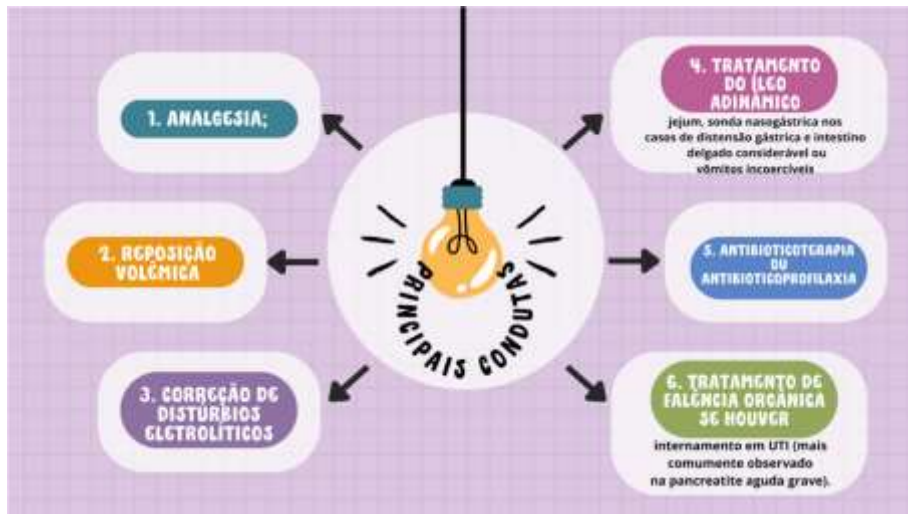 1. ANALGESIA;
2. REPOSIÇÃO
VOLÊMICA
3. CORREÇÃO DE
DISTÚRBIOS
ELETROLÍTICOS
PRINCIPAIS CONDUTAS
4. TRATAMENTO
DO ÍLEO
ADINÂMICO
jejum, sonda nasogástrica nos
casos de distensão gástrica e intestino
delgado considerável ou
vômitos incoercíveis
5. ANTIBIOTICOTERAPIA
OU
ANTIBIOTICOPROFILAXIA
6. TRATAMENTO DE
FALÊNCIA ORGÂNICA
SE HOUVER
internamento em UTI (mais
comumente observado
na pancreatite aguda grave).